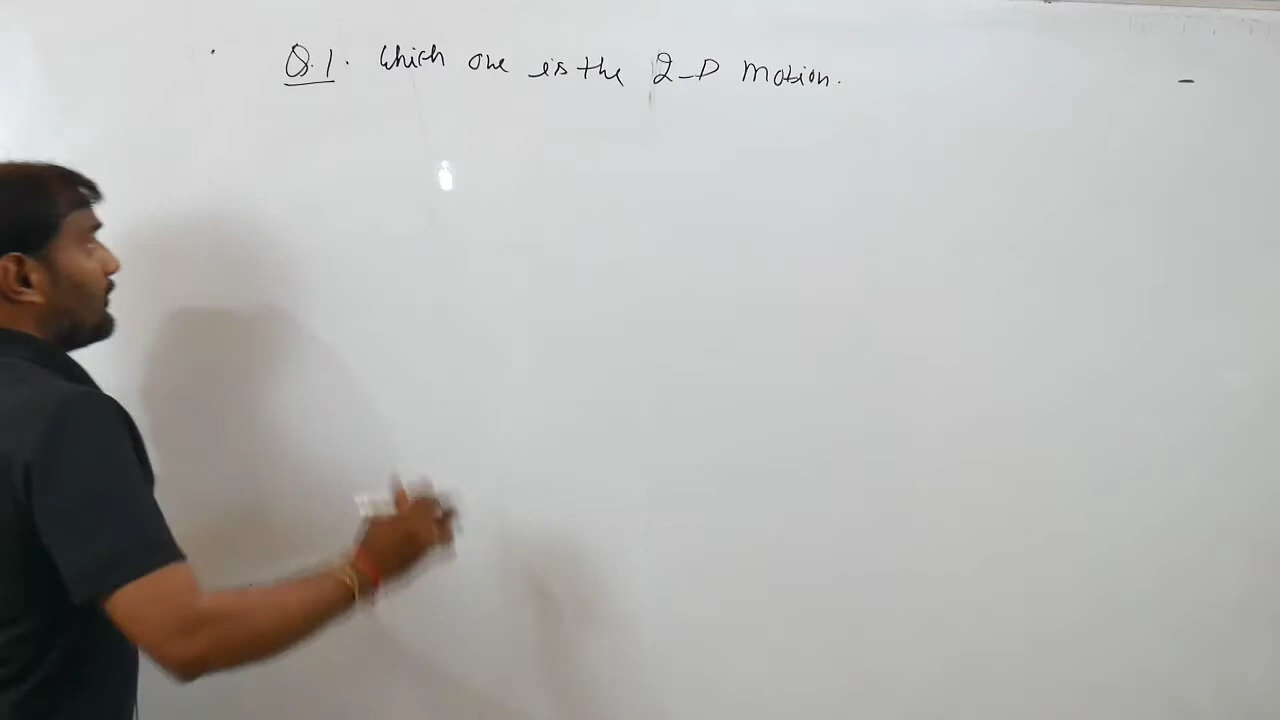 Q.1. Which one is the 2-D Motion.